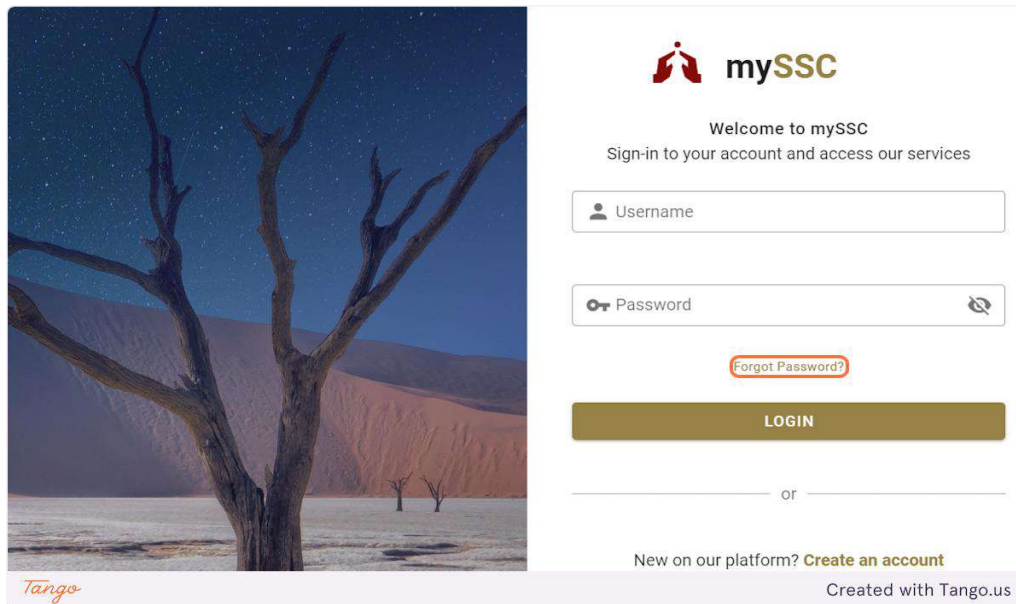 mySSC
Welcome to mySSC
Sign-in to your account and access our services
Username
Password
Forgot Password?
LOGIN
or
New on our platform? Create an account
Tango
Created with Tango.us